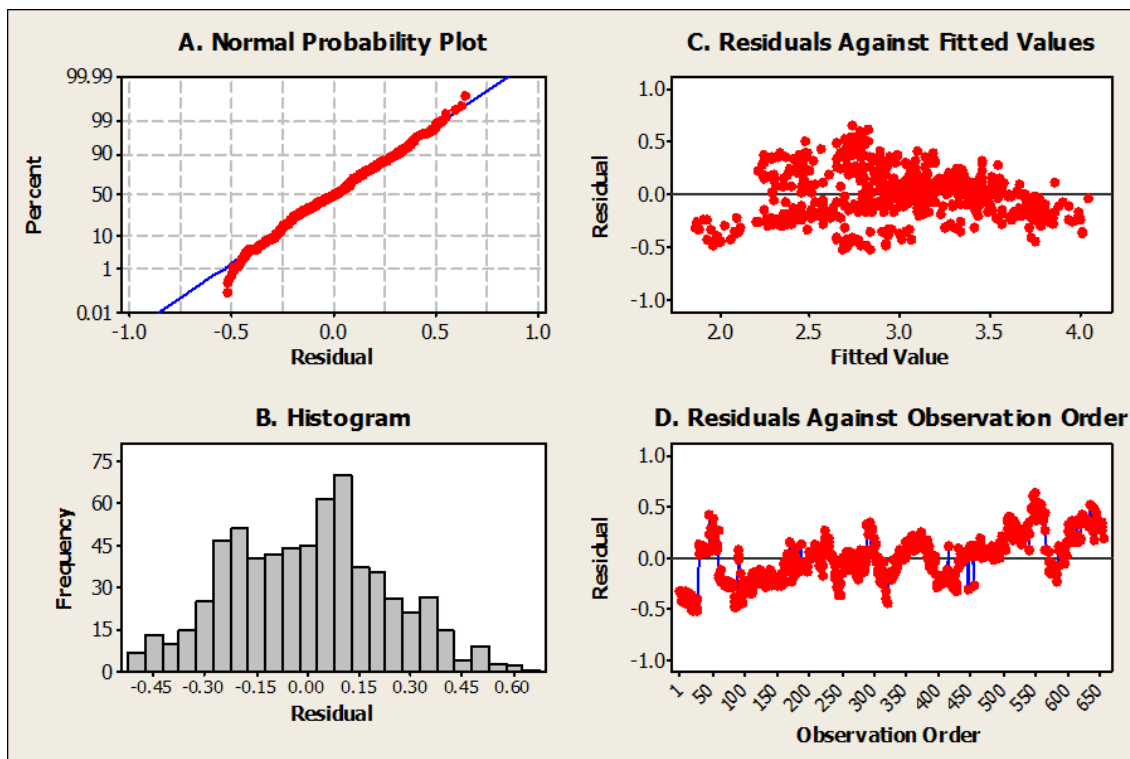 A. Normal Probability Plot
99.99
99
90
50
10
1
0.01
Percent
-1.0 -0.5 0.0 0.5 1.0
Residual
C. Residuals Against Fitted Values
1.0
0.5
0.0
-0.5
-1.0
Residual
2.0 2.5 3.0 3.5 4.0
Fitted Value
B. Histogram
75
60
45
30
15
0
Frequency
-0.45 -0.30 -0.15 0.00 0.15 0.30 0.45 0.60
Residual
D. Residuals Against Observation Order
1.0
0.5
0.0
-0.5
-1.0
Residual
1 50 100 150 200 250 300 350 400 450 500 550 600 650
Observation Order